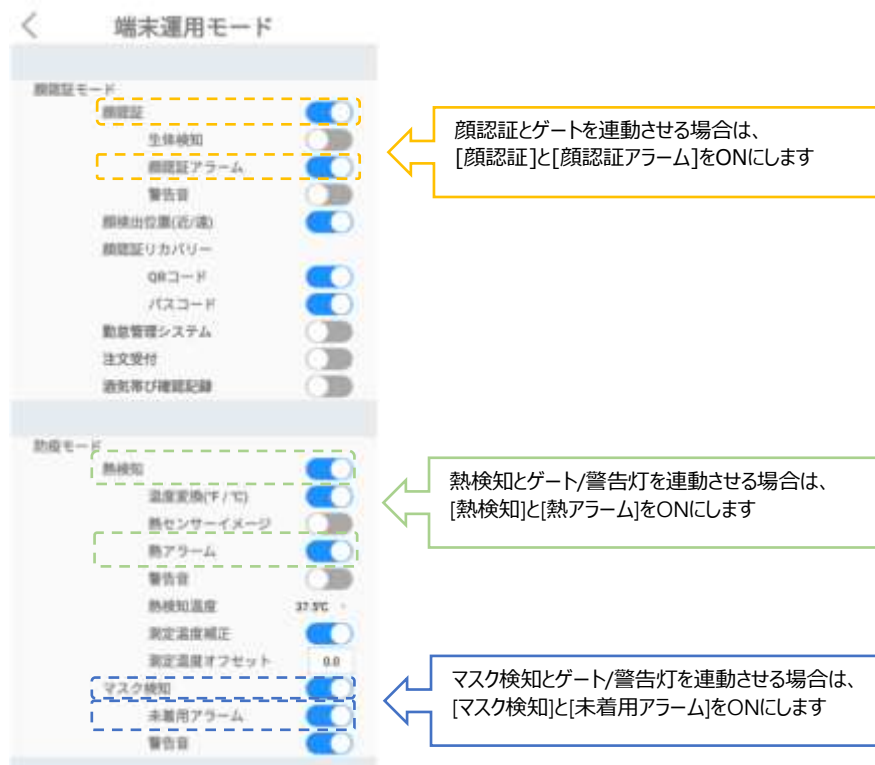 端末運用モード
顔認証モード
顔認証
生体検知
顔認証アラーム
警告音
顔検出位置(近/遠)
顔認証リカバリー
QRコード
パスコード
勤怠管理システム
注文受付
酒気帯び確認記録
顔認証とゲートを連動させる場合は、
[顔認証]と[顔認証アラーム]をONにします
防疫モード
熱検知
温度変換(℉ / ℃)
熱センサーイメージ
熱アラーム
警告音
熱検知温度 37.5℃
測定温度補正
測定温度オフセット 0.0
マスク検知
未着用アラーム
警告音
熱検知とゲート/警告灯を連動させる場合は、
[熱検知]と[熱アラーム]をONにします
マスク検知とゲート/警告灯を連動させる場合は、
[マスク検知]と[未着用アラーム]をONにします